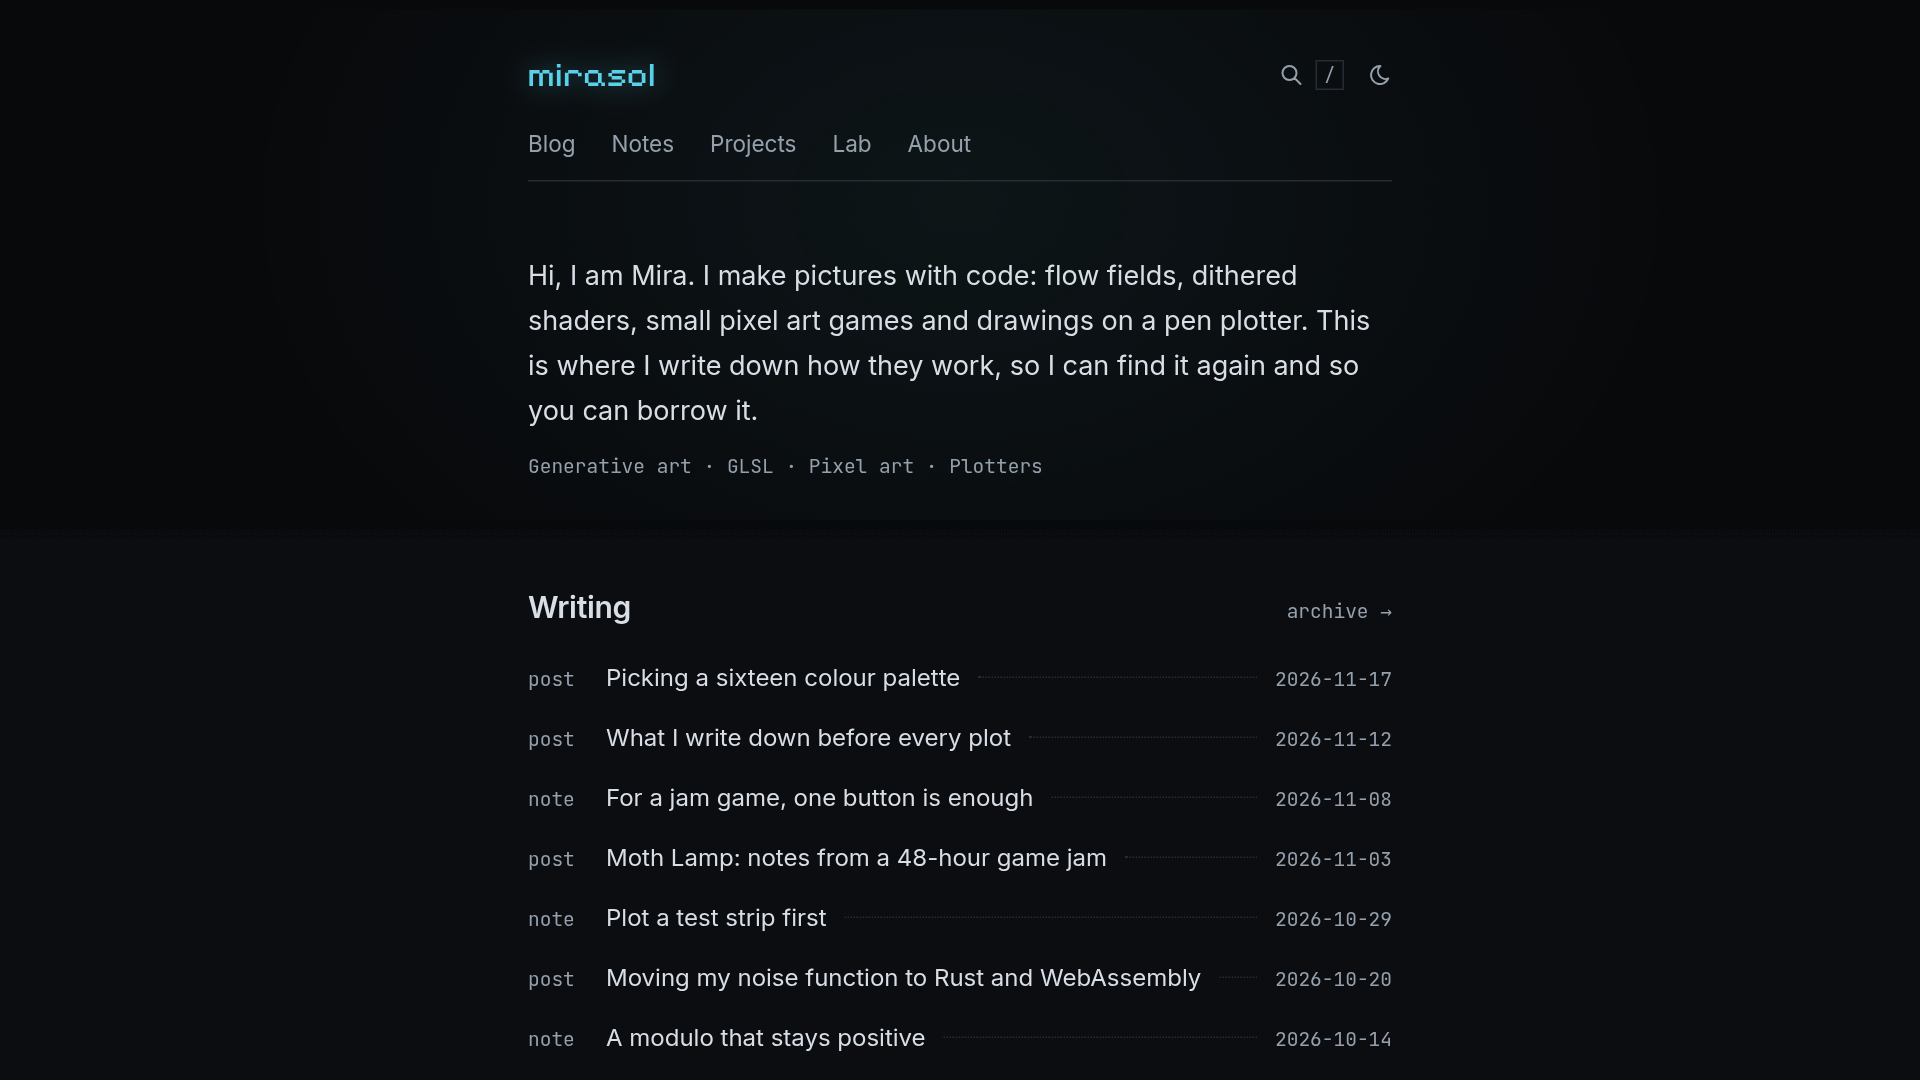 mirasol /
Blog Notes Projects Lab About
Hi, I am Mira. I make pictures with code: flow fields, dithered
shaders, small pixel art games and drawings on a pen plotter. This
is where I write down how they work, so I can find it again and so
you can borrow it.
Generative art · GLSL · Pixel art · Plotters
Writing archive →
post Picking a sixteen colour palette 2026-11-17
post What I write down before every plot 2026-11-12
note For a jam game, one button is enough 2026-11-08
post Moth Lamp: notes from a 48-hour game jam 2026-11-03
note Plot a test strip first 2026-10-29
post Moving my noise function to Rust and WebAssembly 2026-10-20
note A modulo that stays positive 2026-10-14